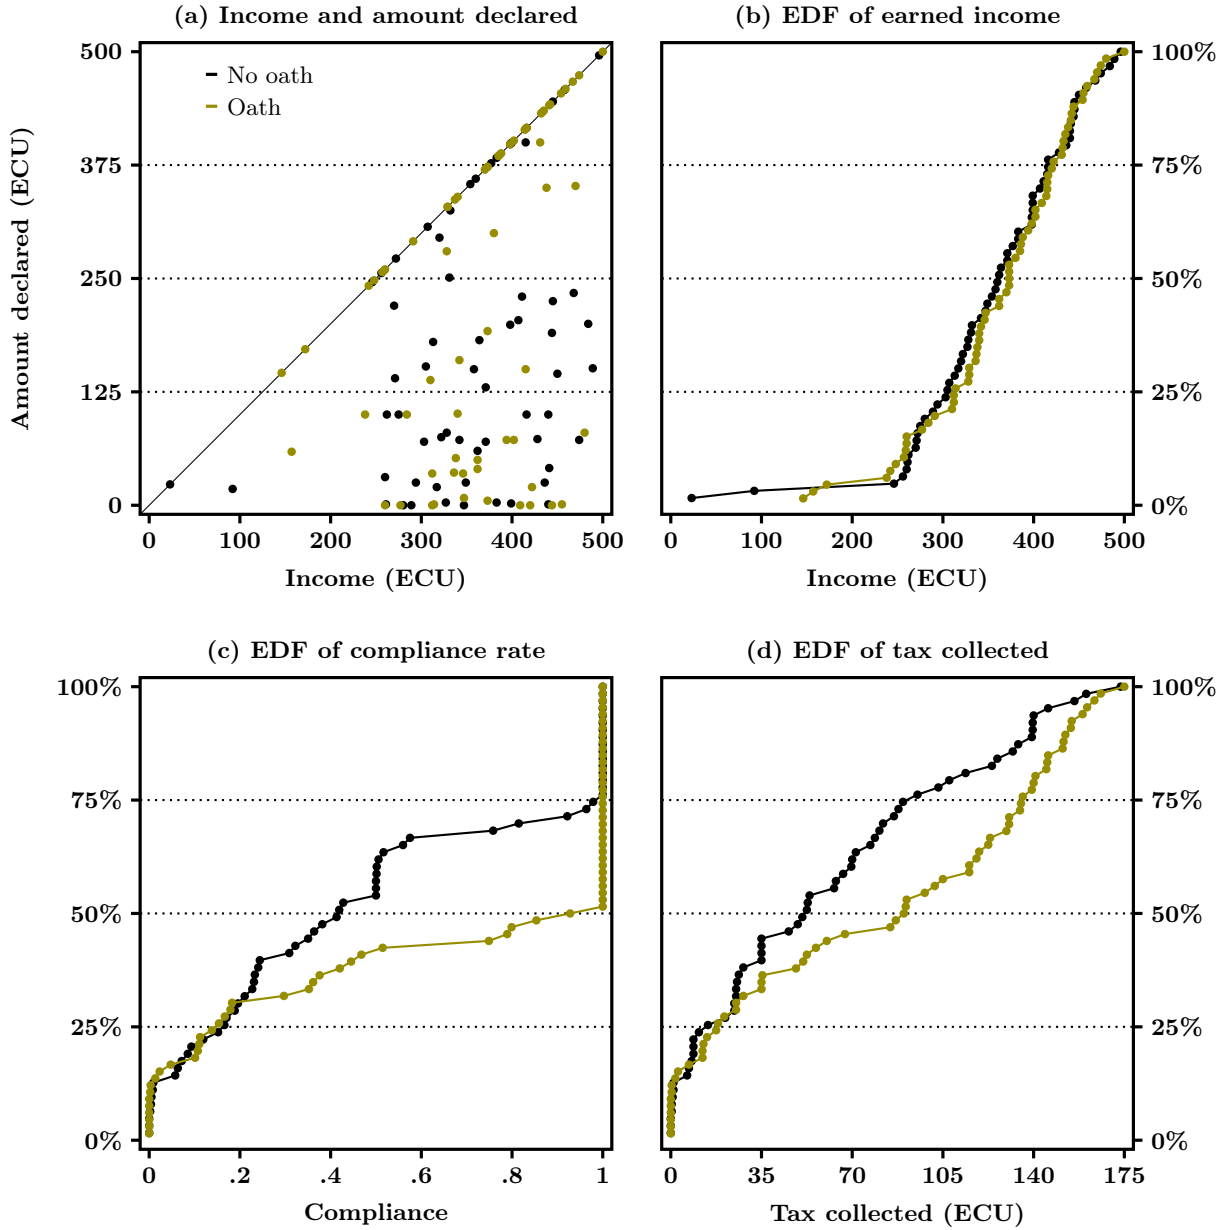 (a) Income and amount declared
(b) EDF of earned income
500
375
250
125
0
Amount declared (ECU)
No oath
Oath
0 100 200 300 400 500
Income (ECU)
100%
75%
50%
25%
0%
0 100 200 300 400 500
Income (ECU)
(c) EDF of compliance rate
(d) EDF of tax collected
100%
75%
50%
25%
0%
0 .2 .4 .6 .8 1
Compliance
100%
75%
50%
25%
0%
0 35 70 105 140 175
Tax collected (ECU)